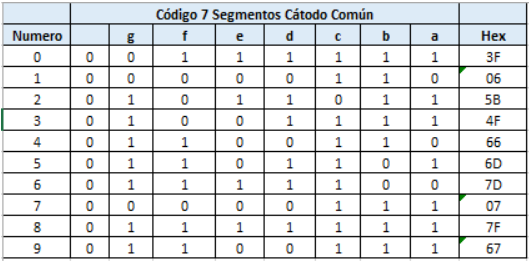 Código 7 Segmentos Cátodo Común
Numero g f e d c b a Hex
0 0 0 1 1 1 1 1 1 3F
1 0 0 0 0 0 1 1 0 06
2 0 1 0 1 1 0 1 1 5B
3 0 1 0 0 1 1 1 1 4F
4 0 1 1 0 0 1 1 0 66
5 0 1 1 0 1 1 0 1 6D
6 0 1 1 1 1 1 0 0 7D
7 0 0 0 0 0 1 1 1 07
8 0 1 1 1 1 1 1 1 7F
9 0 1 1 0 0 1 1 1 67